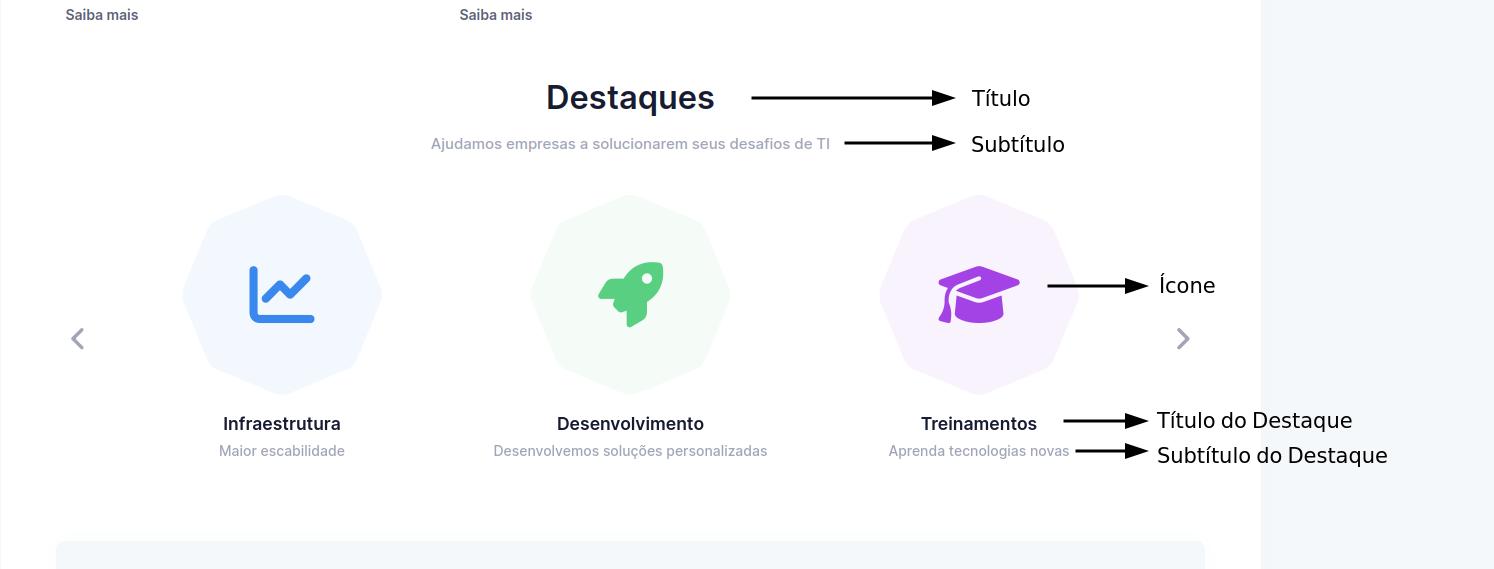 Saiba mais
Saiba mais
Destaques
Título
Ajudamos empresas a solucionarem seus desafios de TI
Subtítulo
Ícone
Infraestrutura
Desenvolvimento
Treinamentos
Título do Destaque
Maior escabilidade
Desenvolvemos soluções personalizadas
Aprenda tecnologias novas
Subtítulo do Destaque